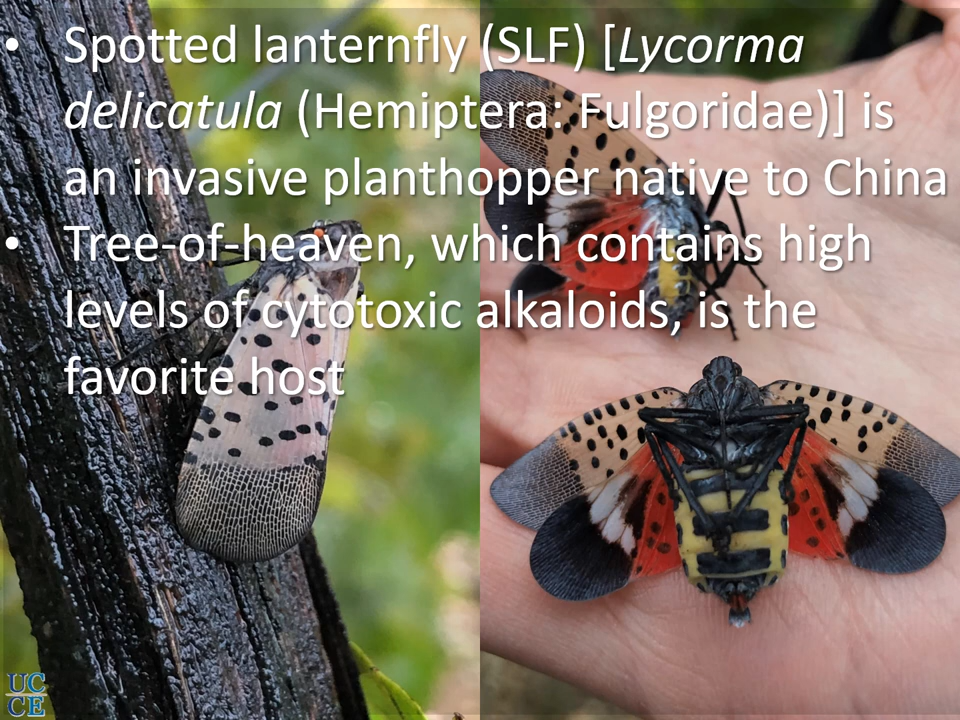 • Spotted lanternfly (SLF) [Lycorma
delicatula (Hemiptera: Fulgoridae)] is
an invasive planthopper native to China
• Tree-of-heaven, which contains high
levels of cytotoxic alkaloids, is the
favorite host
UC
CE